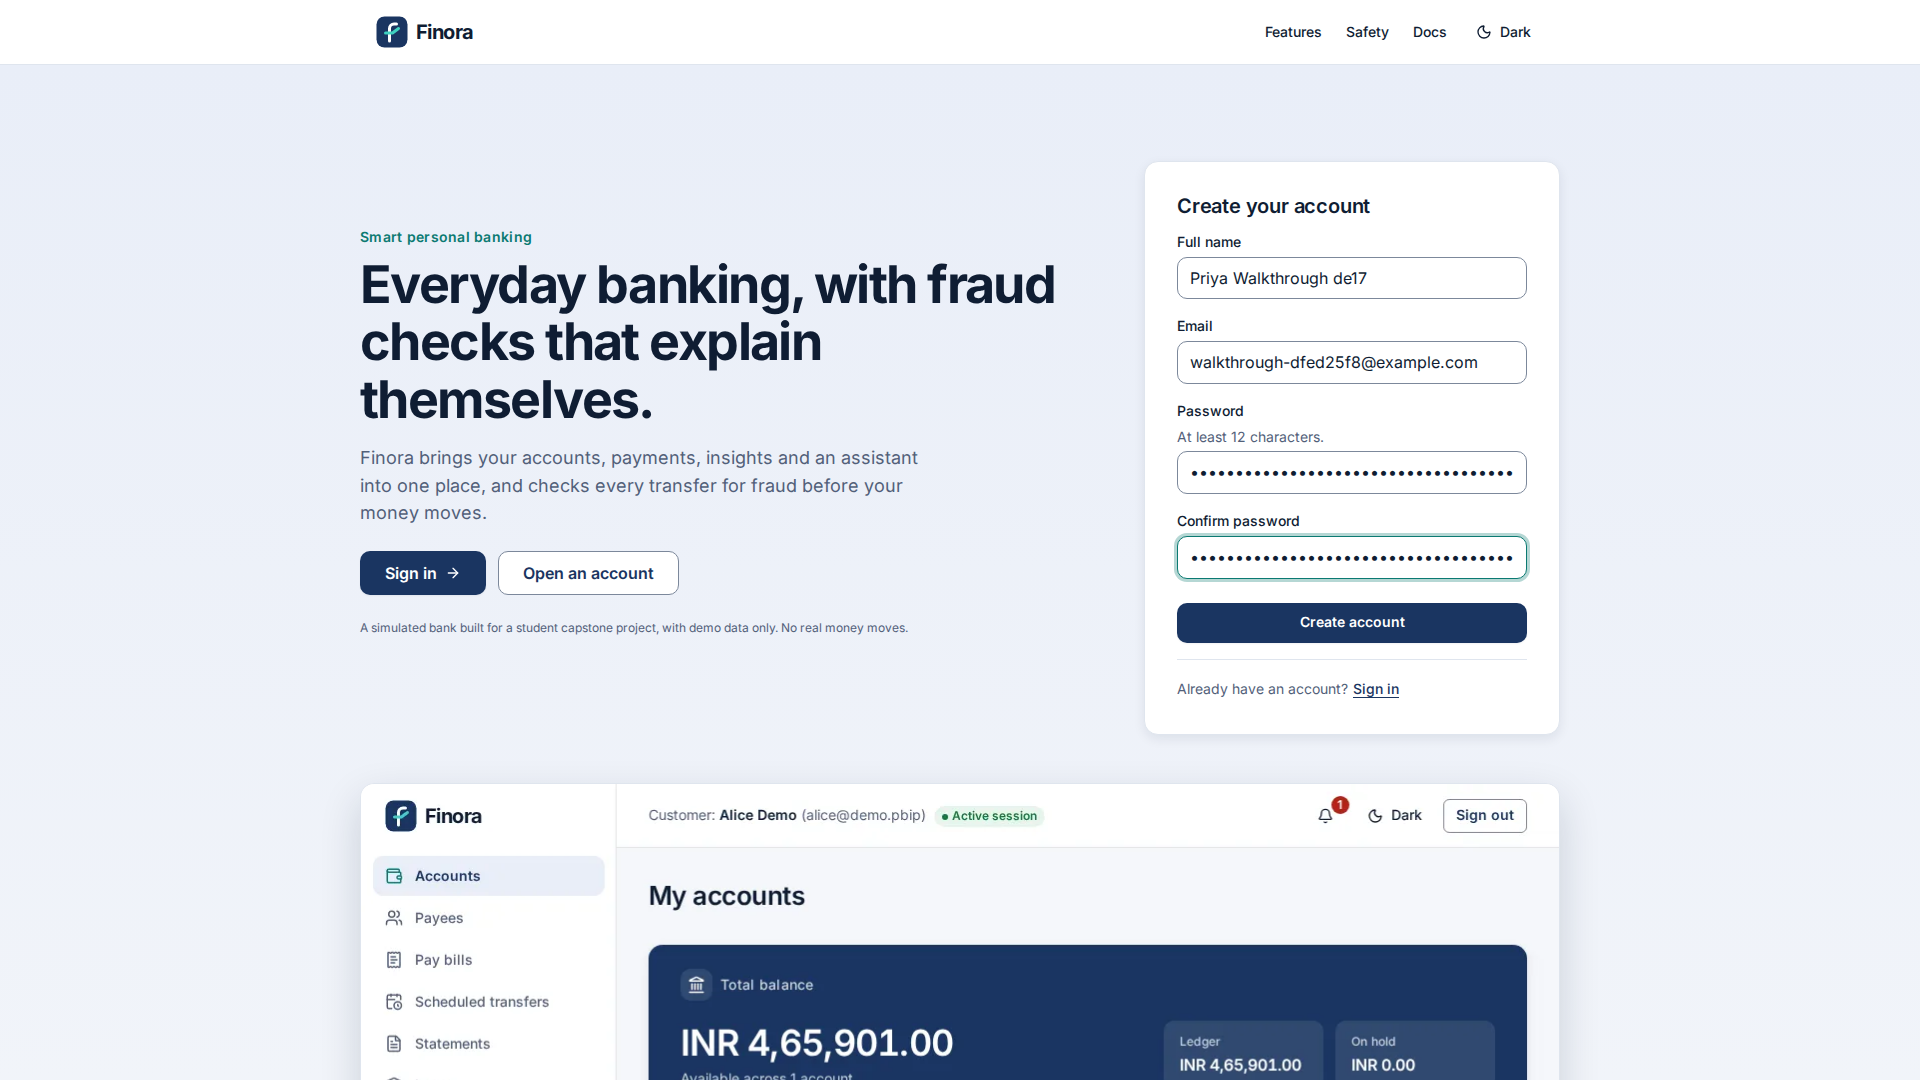 Finora
Features
Safety
Docs
Dark
Smart personal banking
Everyday banking, with fraud
checks that explain
themselves.
Finora brings your accounts, payments, insights and an assistant
into one place, and checks every transfer for fraud before your
money moves.
Sign in
Open an account
A simulated bank built for a student capstone project, with demo data only. No real money moves.
Create your account
Full name
Priya Walkthrough de17
Email
walkthrough-dfed25f8@example.com
Password
At least 12 characters.
Confirm password
Create account
Already have an account? Sign in
Finora
Customer: Alice Demo (alice@demo.pbip)
Active session
1
Dark
Sign out
Accounts
Payees
Pay bills
Scheduled transfers
Statements
My accounts
Total balance
INR 4,65,901.00
Available across 1 account
Ledger
INR 4,65,901.00
On hold
INR 0.00